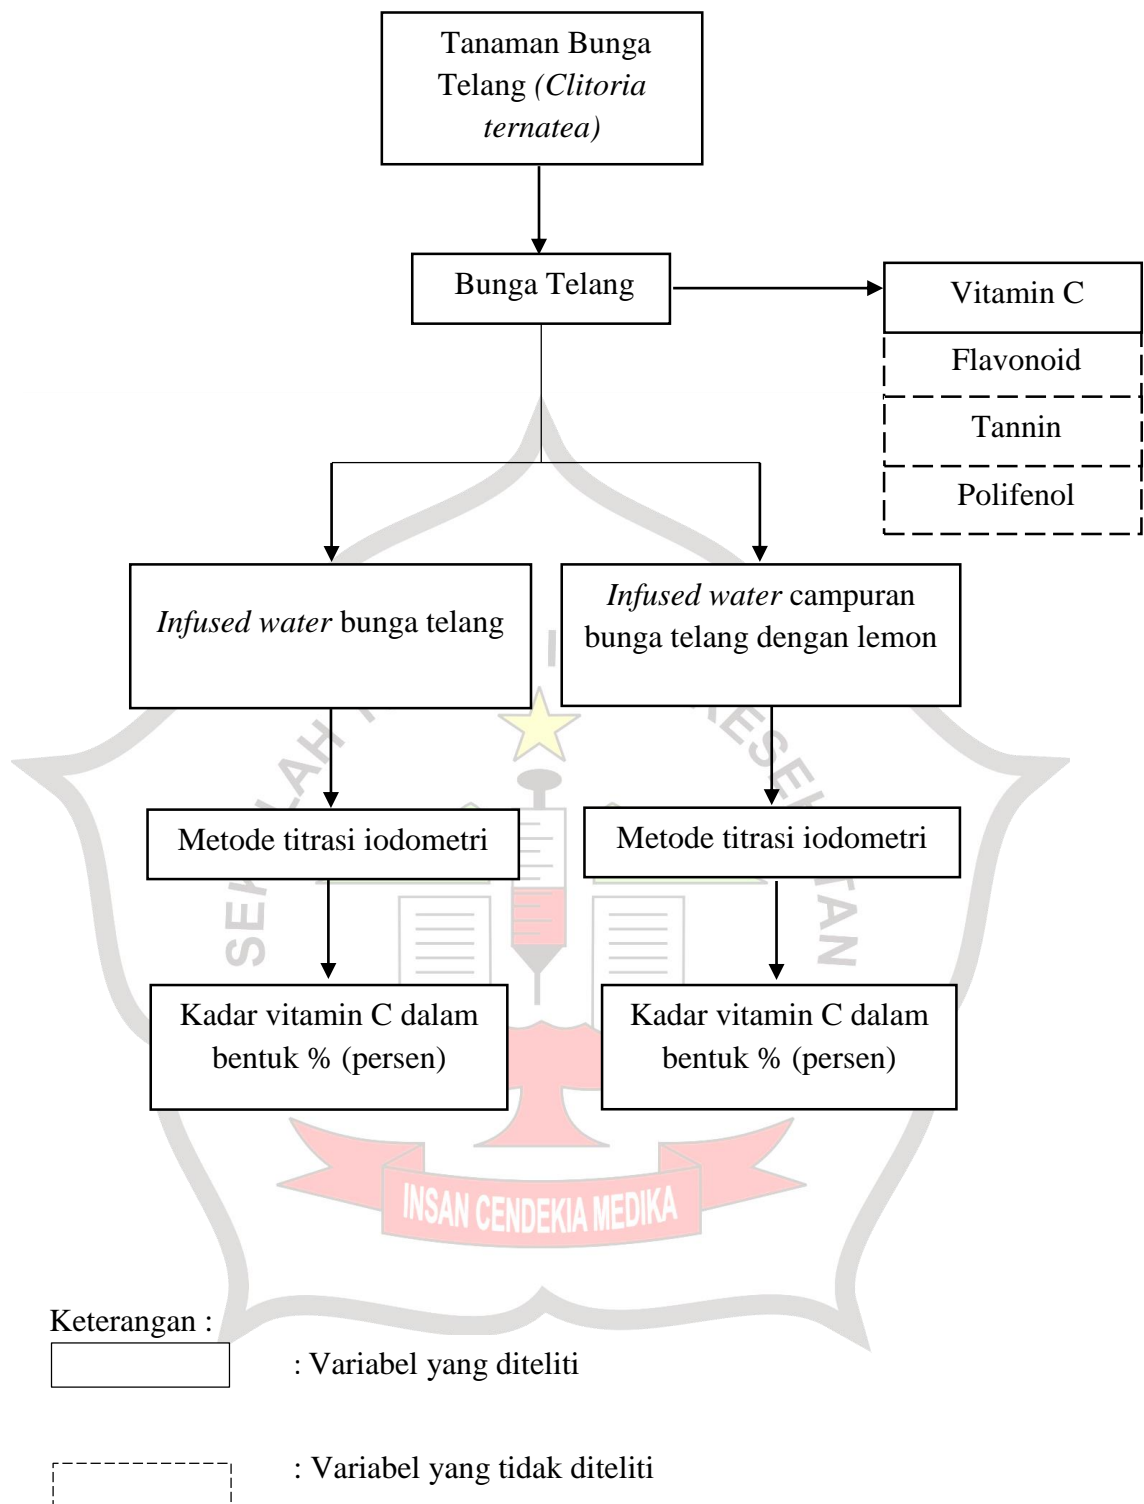 Tanaman Bunga
Telang (Clitoria
ternatea)
Bunga Telang
Vitamin C
Flavonoid
Tannin
Polifenol
Infused water bunga telang
Infused water campuran
bunga telang dengan lemon
Metode titrasi iodometri
Metode titrasi iodometri
Kadar vitamin C dalam
bentuk % (persen)
Kadar vitamin C dalam
bentuk % (persen)
INSAN CENDEKIA MEDIKA
Keterangan :
: Variabel yang diteliti
: Variabel yang tidak diteliti